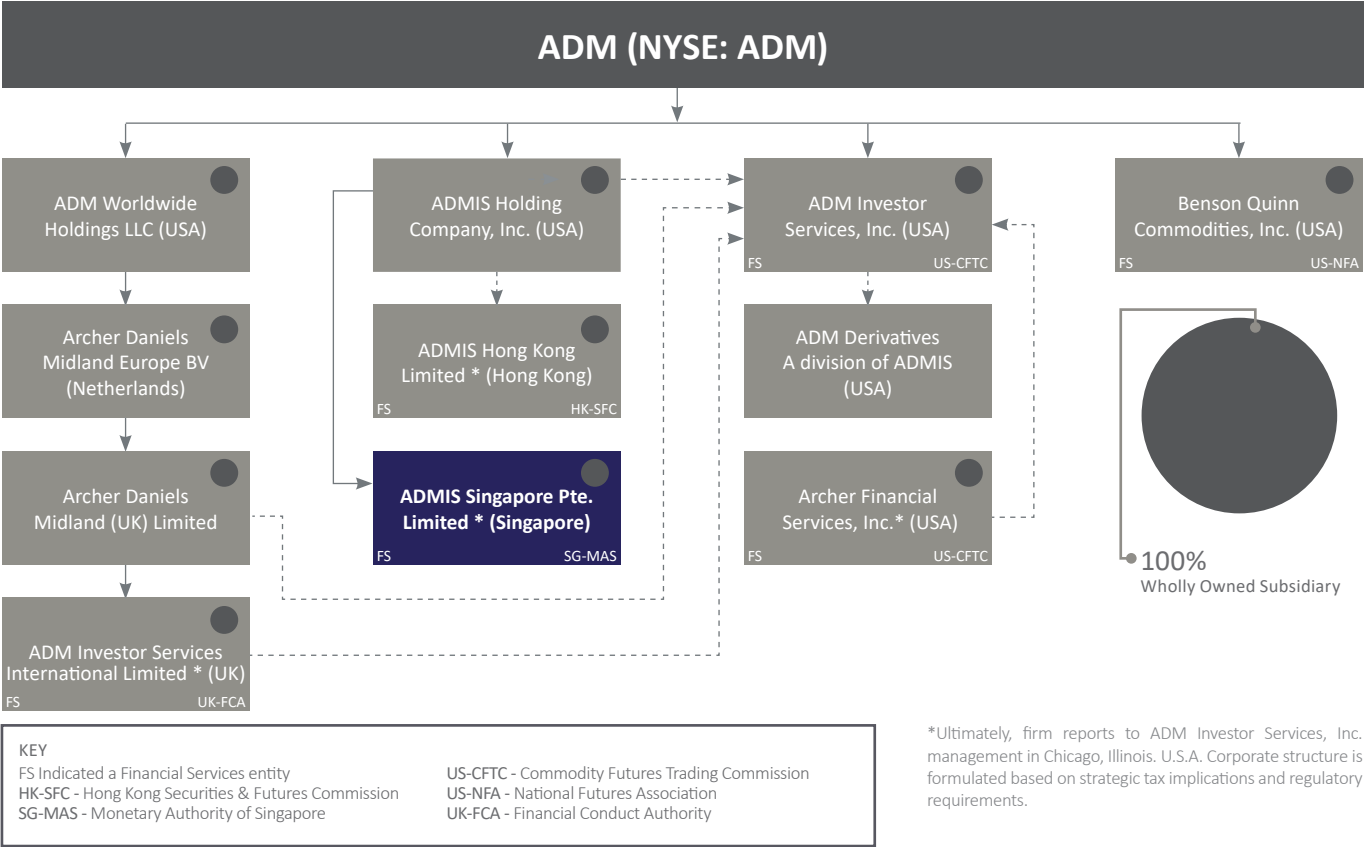 ADM (NYSE: ADM)
ADM Worldwide
Holdings LLC (USA)
ADMIS Holding
Company, Inc. (USA)
ADM Investor
Services, Inc. (USA)
FS
US-CFTC
Benson Quinn
Commodities, Inc. (USA)
FS
US-NFA
Archer Daniels
Midland Europe BV
(Netherlands)
ADMIS Hong Kong
Limited * (Hong Kong)
FS
HK-SFC
ADM Derivatives
A division of ADMIS
(USA)
Archer Daniels
Midland (UK) Limited
ADMIS Singapore Pte.
Limited * (Singapore)
FS
SG-MAS
Archer Financial
Services, Inc.* (USA)
FS
US-CFTC
100%
Wholly Owned Subsidiary
ADM Investor Services
International Limited * (UK)
FS
UK-FCA
KEY
FS Indicated a Financial Services entity
HK-SFC - Hong Kong Securities & Futures Commission
SG-MAS - Monetary Authority of Singapore
US-CFTC - Commodity Futures Trading Commission
US-NFA - National Futures Association
UK-FCA - Financial Conduct Authority
*Ultimately, firm reports to ADM Investor Services, Inc.
management in Chicago, Illinois. U.S.A. Corporate structure is
formulated based on strategic tax implications and regulatory
requirements.